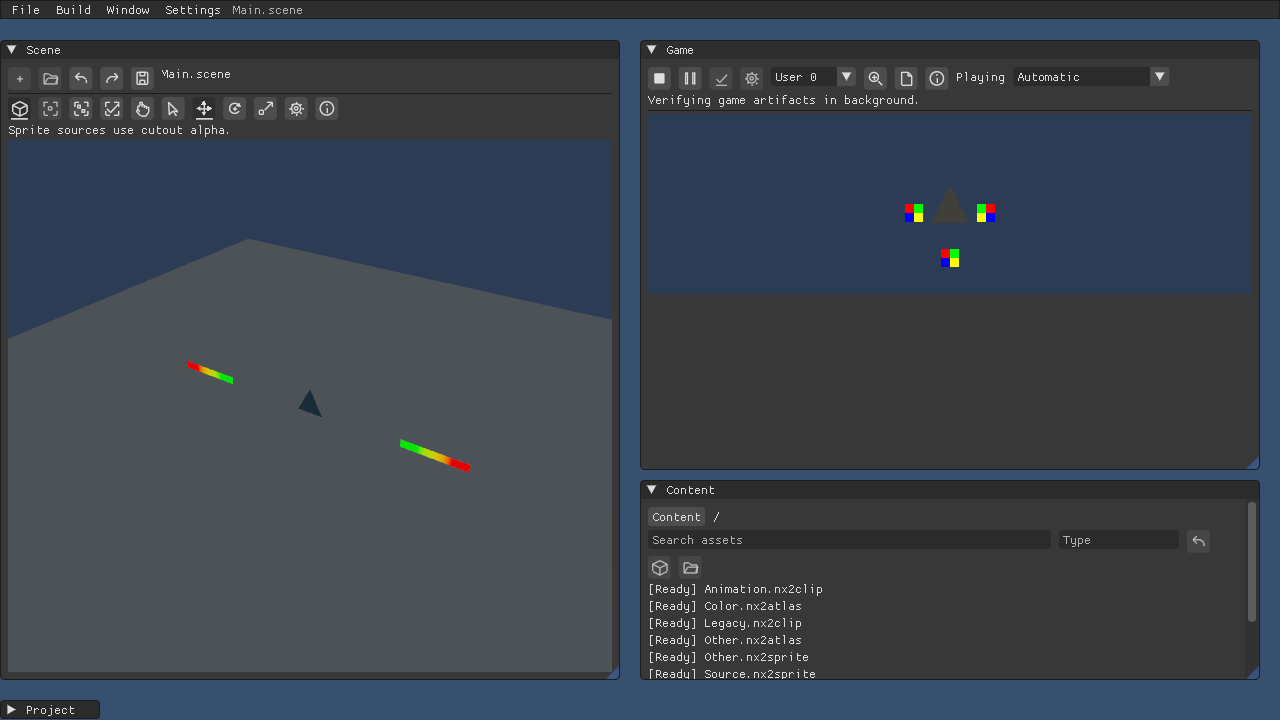 File Build Window Settings Main.scene
Scene
Main.scene
Sprite sources use cutout alpha.
Game
User 0 Playing Automatic
Verifying game artifacts in background.
Content
Content /
Search assets Type
[Ready] Animation.nx2clip
[Ready] Color.nx2atlas
[Ready] Legacy.nx2clip
[Ready] Other.nx2atlas
[Ready] Other.nx2sprite
[Ready] Source.nx2sprite
Project